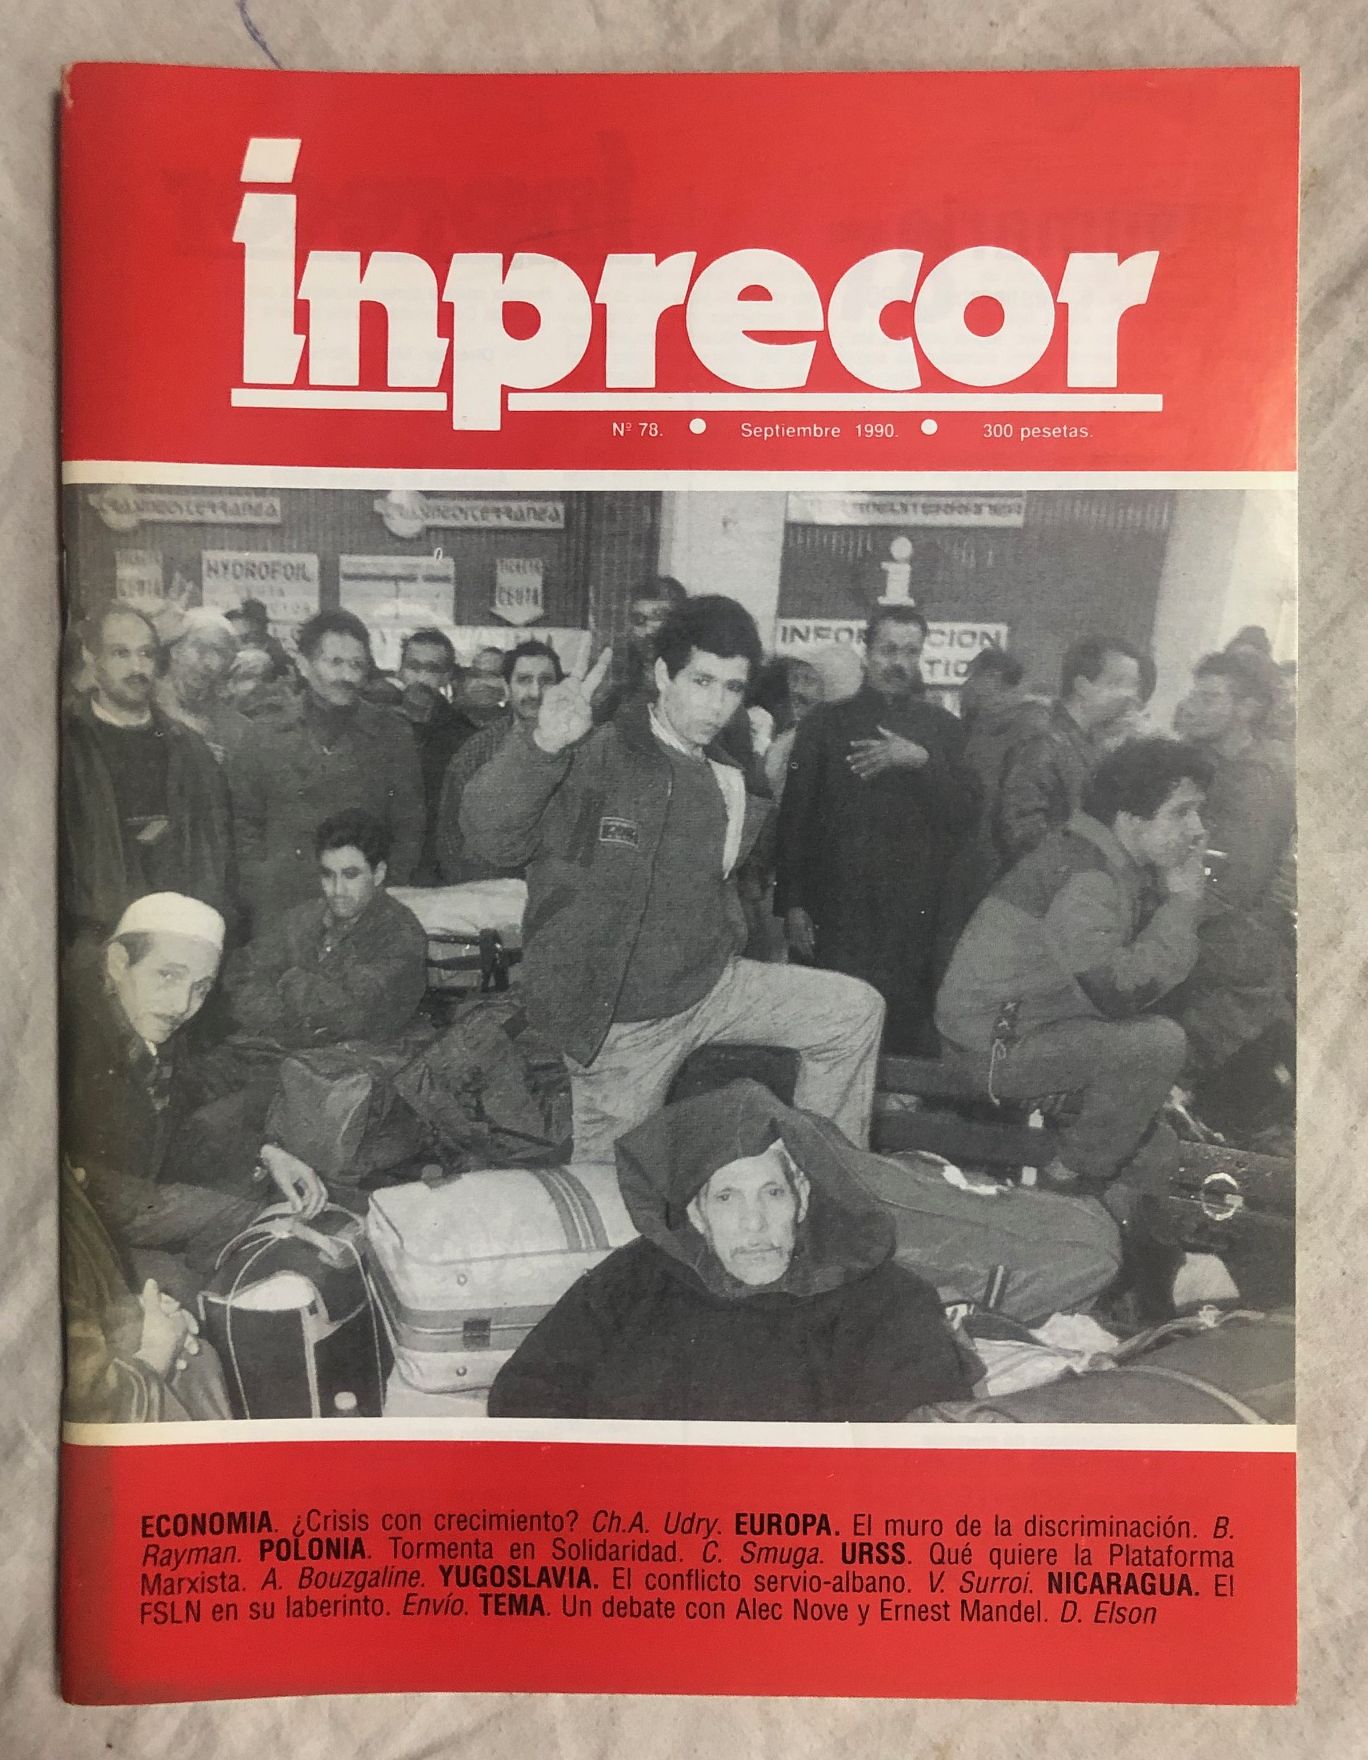 inprecor
Nº 78. • Septiembre 1990. • 300 pesetas.
HYDROFOIL
CEUTA
CEUTA
ECONOMIA. ¿Crisis con crecimiento? Ch.A. Udry. EUROPA. El muro de la discriminación. B.
Rayman. POLONIA. Tormenta en Solidaridad. C. Smuga. URSS. Qué quiere la Plataforma
Marxista. A. Bouzgaline. YUGOSLAVIA. El conflicto servio-albano. V. Surroi. NICARAGUA. El
FSLN en su laberinto. Envío. TEMA. Un debate con Alec Nove y Ernest Mandel. D. Elson